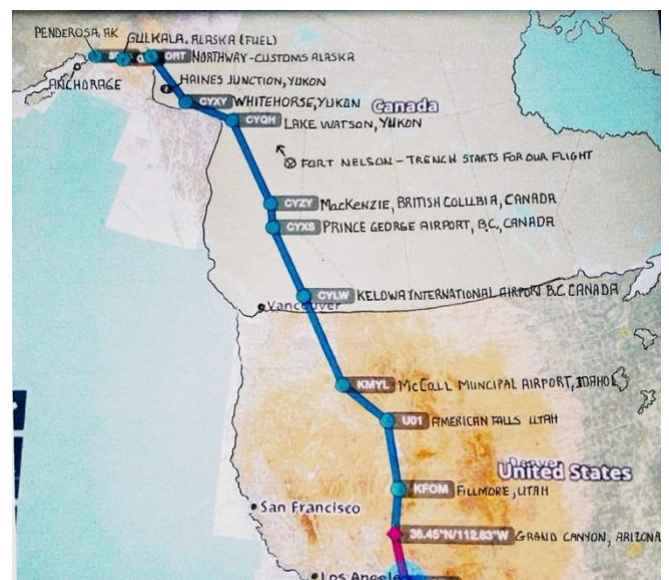 PENDEROSA, AK
GULKALA, ALASKA (FUEL)
ORT NORTHWAY-CUSTOMS ALASKA
ANCHORAGE
HAINES JUNCTION, YUKON
CYXY WHITEHORSE, YUKON
Canada
CYQH LAKE WATSON, YUKON
FORT NELSON - TRENCH STARTS FOR OUR FLIGHT
CYZY MACKENZIE, BRITISH COLUBIA, CANADA
CYXS PRINCE GEORGE AIRPORT, B.C., CANADA
CYLW KELOWA INTERNATIONAL AIRPORT B.C. CANADA
Vancouver
KMYL McCALL MUNCIPAL AIRPORT, IDAHO
U01 AMERICAN FALLS UTAH
Denver
United States
KFOM FILLMORE, UTAH
San Francisco
36.45°N/112.63°W GRAND CANYON, ARIZONA
Los Angele